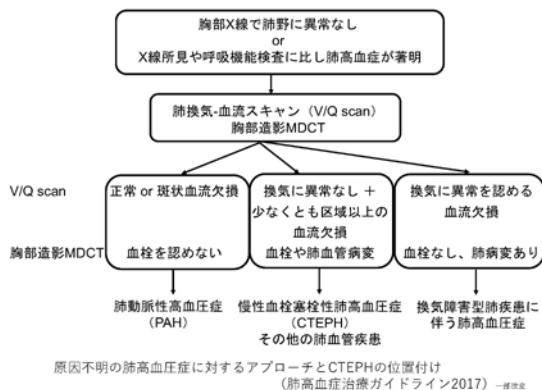 胸部X線で肺野に異常なし
or
X線所見や呼吸機能検査に比し肺高血症が著明
肺換気-血流スキャン（V/Q scan）
胸部造影MDCT
V/Q scan
正常 or 斑状血流欠損
換気に異常なし +
少なくとも区域以上の
血流欠損
換気に異常を認める
血流欠損
胸部造影MDCT
血栓を認めない
血栓や肺血管病変
血栓なし、肺病変あり
肺動脈性高血圧症
(PAH)
慢性血栓塞栓性肺高血圧症
(CTEPH)
その他の肺血管疾患
換気障害型肺疾患に
伴う肺高血圧症
原因不明の肺高血圧症に対するアプローチとCTEPHの位置付け
（肺高血症治療ガイドライン2017）一部改変